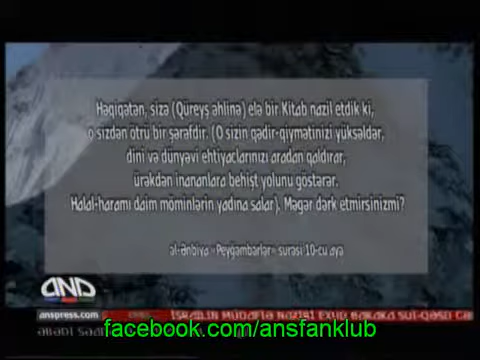 Həqiqətən, sizə (Qüreyş əhlinə) elə bir Kitab nazil etdik ki,
o sizdən ötrü bir şərəfdir. (O sizin qədir-qiymətinizi yüksəldər,
dini və dünyəvi ehtiyaclarınızı aradan qaldırar,
ürəkdən inananlara behişt yolunu göstərər.
Halal-haramı daim möminlərin yadına salar). Məgər dərk etmirsinizmi?
əl-Ənbiya «Peyğəmbərlər» surəsi 10-cu ayə
anspress.com
facebook.com/ansfanklub